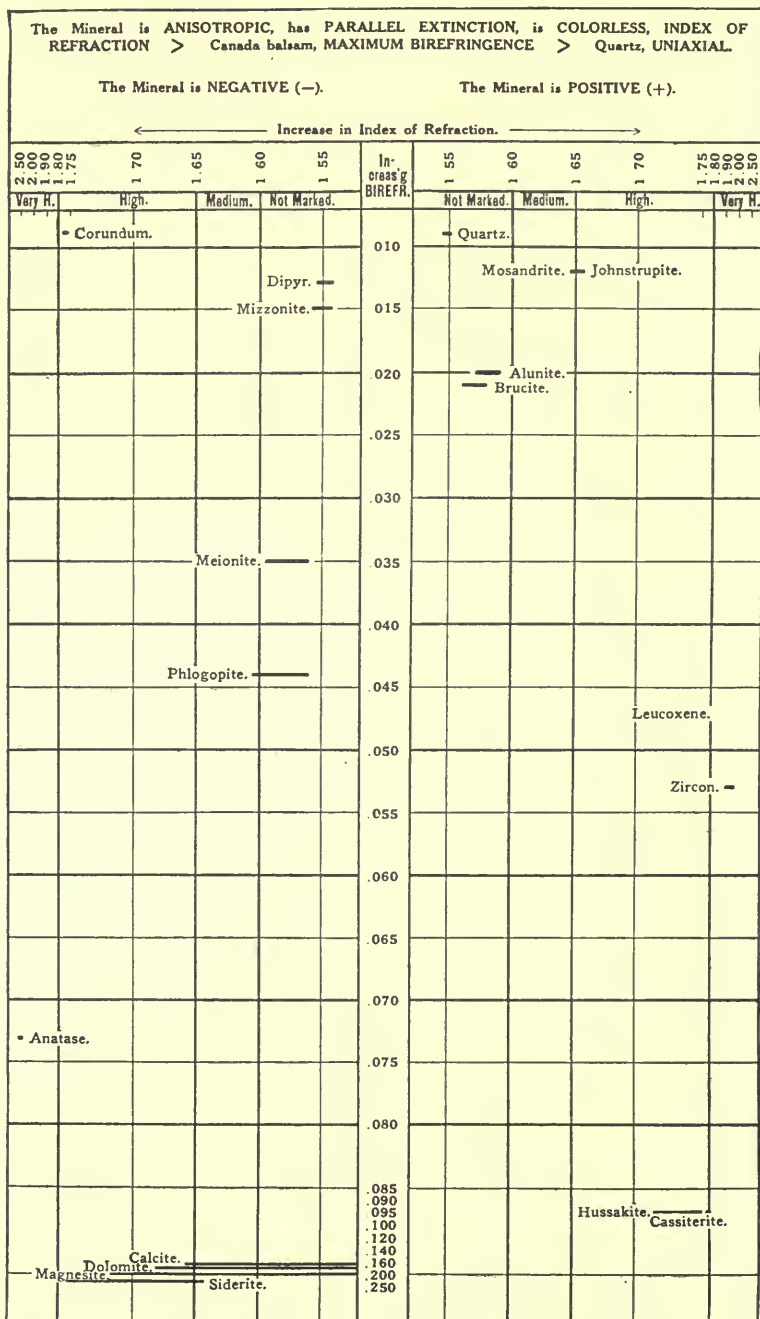 The Mineral is ANISOTROPIC, has PARALLEL EXTINCTION, is COLORLESS, INDEX OF
REFRACTION > Canada balsam, MAXIMUM BIREFRINGENCE > Quartz, UNIAXIAL.
The Mineral is NEGATIVE (—). The Mineral is POSITIVE (+).
Increase in Index of Refraction.
2.50 2.00 1.90 1.80 1.75 1 70 1.65 1 60 1 55 In-creas'g BIREFR. 1 55 1 60 1 65 1 70 1.75 1.80 1.90 2.00 2.50
Very H. High. Medium. Not Marked. Not Marked. Medium. High. Very H.
Corundum. Quartz.
010
Mosandrite. Johnstrupite.
Dipyr.
Mizzonite. 015
.020 Alunite.
Brucite.
.025
.030
Meionite. .035
.040
Phlogopite.
.045
Leucoxene.
.050
Zircon.
.055
.060
.065
.070
Anatase.
.075
.080
.085
.090
.095 Hussakite.
.100 Cassiterite.
.120
.140
Calcite. .160
Dolomite.
Magnesite. .200
Siderite. .250